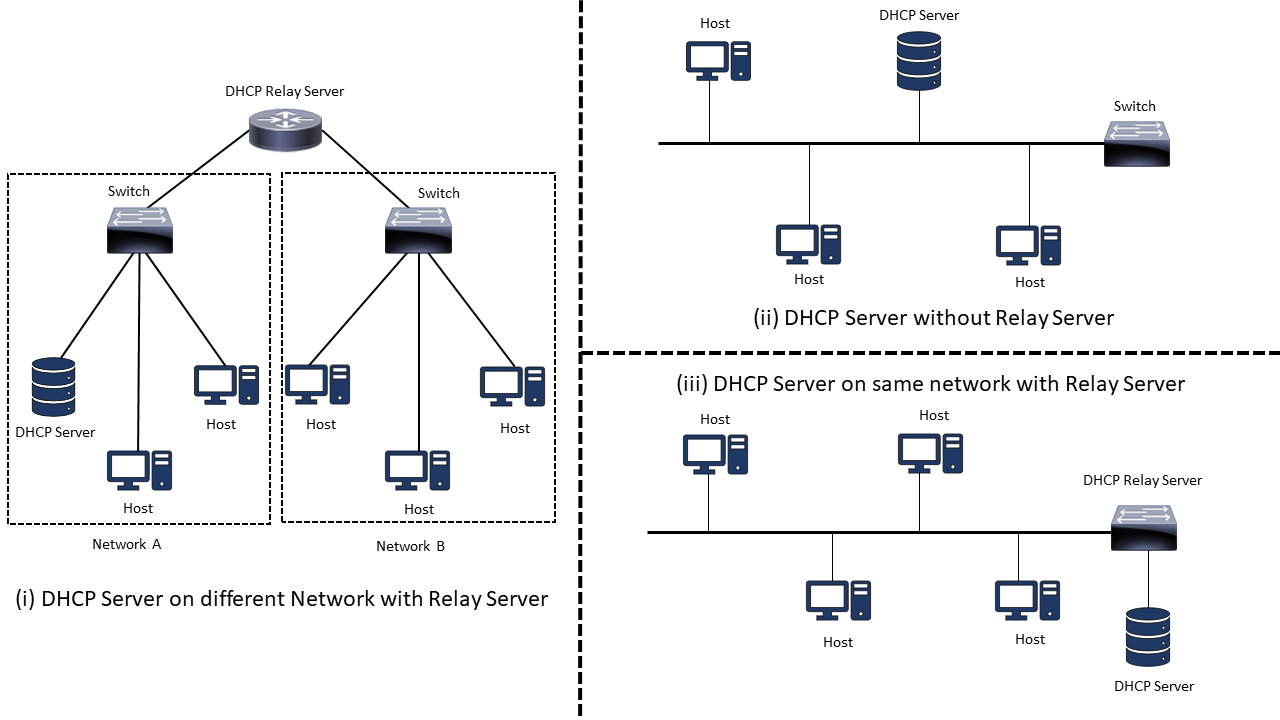 DHCP Relay Server
Switch
Switch
DHCP Server
Host
Host
Host
Host
Host
Network A
Network B
(i) DHCP Server on different Network with Relay Server
Host
DHCP Server
Switch
Host
Host
(ii) DHCP Server without Relay Server
(iii) DHCP Server on same network with Relay Server
Host
Host
DHCP Relay Server
Host
Host
DHCP Server